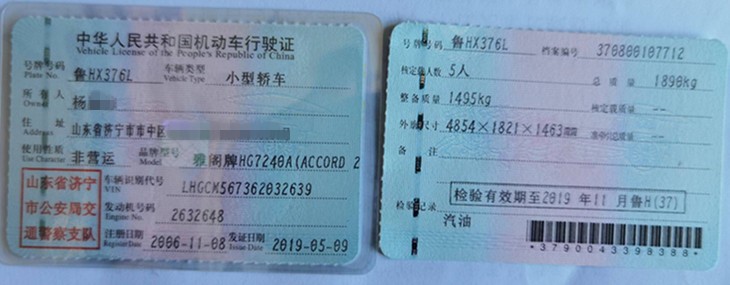 中华人民共和国机动车行驶证
Vehicle License of the People's Republic of China
号牌号码 鲁HX376L 车辆类型 小型轿车
Plate No. Vehicle Type
所有人 杨
Owner
住址 山东省济宁市市中区
Address
使用性质 非营运 品牌型号 雅阁牌HG7240A(ACCORD 2
Use Character Model
山东省济宁
市公安局交
通警察支队
车辆识别代号 LHGCM567362032639
VIN
发动机号码 2632648
Engine No.
注册日期 2006-11-08 发证日期 2019-05-09
Register Date Issue Date
号牌号码 鲁HX376L 档案编号 370800107712
核定载人数 5人 总质量 1890kg
整备质量 1495kg 核定载质量 --
外廓尺寸 4854×1821×1463mm 准牵引总质量 --
备注
检验有效期至2019 年 11 月鲁H(37)
检验记录
汽油
*3790043398388*